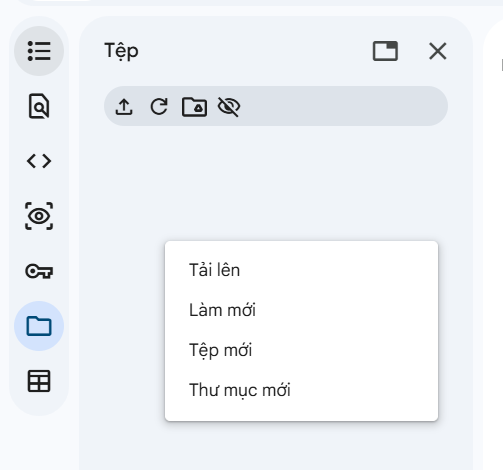 Tệp
Tải lên
Làm mới
Tệp mới
Thư mục mới